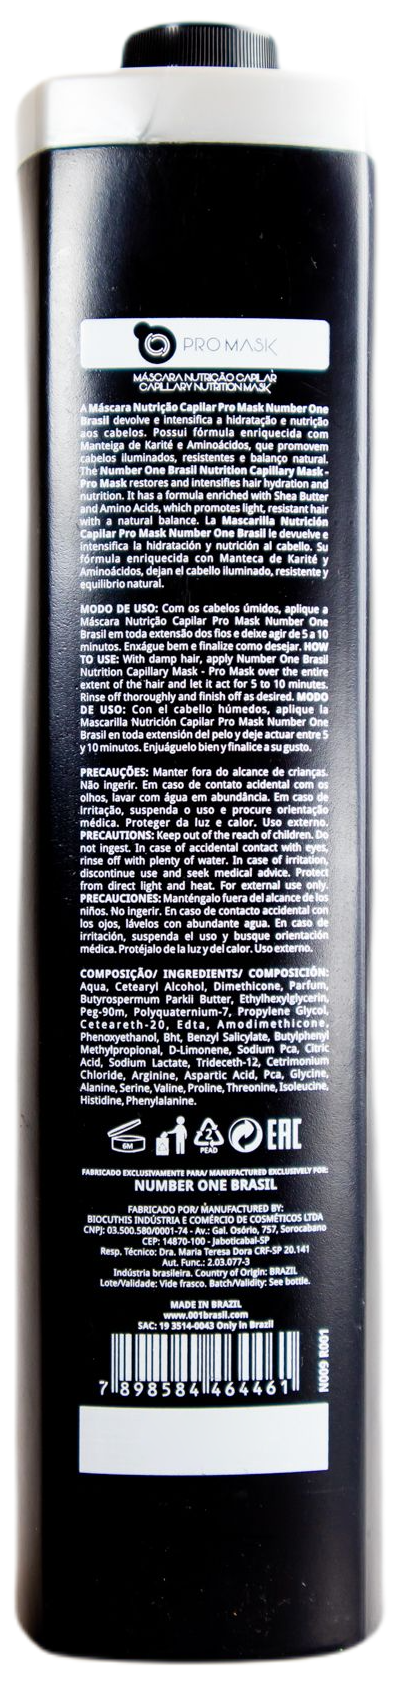 PRO MASK
MÁSCARA NUTRIÇÃO CAPILAR
CAPILLARY NUTRITION MASK
A Máscara Nutrição Capilar Pro Mask Number One
Brasil devolve e intensifica a hidratação e nutrição
aos cabelos. Possui fórmula enriquecida com
Manteiga de Karité e Aminoácidos, que promovem
cabelos iluminados, resistentes e balanço natural.
The Number One Brasil Nutrition Capillary Mask -
Pro Mask restores and intensifies hair hydration and
nutrition. It has a formula enriched with Shea Butter
and Amino Acids, which promotes light, resistant hair
with a natural balance. La Mascarilla Nutrición
Capilar Pro Mask Number One Brasil le devuelve e
intensifica la hidratación y nutrición al cabello. Su
fórmula enriquecida con Manteca de Karité y
Aminoácidos, dejan el cabello iluminado, resistente y
equilibrio natural.
MODO DE USO: Com os cabelos úmidos, aplique a
Máscara Nutrição Capilar Pro Mask Number One
Brasil em toda extensão dos fios e deixe agir de 5 a 10
minutos. Enxágue bem e finalize como desejar. HOW
TO USE: With damp hair, apply Number One Brasil
Nutrition Capillary Mask - Pro Mask over the entire
extent of the hair and let it act for 5 to 10 minutes.
Rinse off thoroughly and finish off as desired. MODO
DE USO: Con el cabello húmedos, aplique la
Mascarilla Nutrición Capilar Pro Mask Number One
Brasil en toda extensión del pelo y deje actuar entre 5
y 10 minutos. Enjuáguelo bien y finalice a su gusto.
PRECAUÇÕES: Manter fora do alcance de crianças.
Não ingerir. Em caso de contato acidental com os
olhos, lavar com água em abundância. Em caso de
irritação, suspenda o uso e procure orientação
médica. Proteger da luz e calor. Uso externo.
PRECAUTIONS: Keep out of the reach of children. Do
not ingest. In case of accidental contact with eyes,
rinse off with plenty of water. In case of irritation,
discontinue use and seek medical advice. Protect
from direct light and heat. For external use only.
PRECAUCIONES: Manténgalo fuera del alcance de los
niños. No ingerir. En caso de contacto accidental con
los ojos, lávelos con abundante agua. En caso de
irritación, suspenda el uso y busque orientación
médica. Protéjalo de la luz y del calor. Uso externo.
COMPOSIÇÃO/ INGREDIENTS/ COMPOSICIÓN:
Aqua, Cetearyl Alcohol, Dimethicone, Parfum,
Butyrospermum Parkii Butter, Ethylhexylglycerin,
Peg-90m, Polyquaternium-7, Propylene Glycol,
Ceteareth-20, Edta, Amodimethicone,
Phenoxyethanol, Bht, Benzyl Salicylate, Butylphenyl
Methylpropional, D-Limonene, Sodium Pca, Citric
Acid, Sodium Lactate, Trideceth-12, Cetrimonium
Chloride, Arginine, Aspartic Acid, Pca, Glycine,
Alanine, Serine, Valine, Proline, Threonine, Isoleucine,
Histidine, Phenylalanine.
6M 2 PEAD EAC
FABRICADO EXCLUSIVAMENTE PARA/ MANUFACTURED EXCLUSIVELY FOR:
NUMBER ONE BRASIL
FABRICADO POR/ MANUFACTURED BY:
BIOCUTHIS INDÚSTRIA E COMÉRCIO DE COSMÉTICOS LTDA
CNPJ: 03.500.580/0001-74 - Av.: Gal. Osório, 757, Sorocabano
CEP: 14870-100 - Jaboticabal-SP
Resp. Técnico: Dra. Maria Teresa Dora CRF-SP 20.141
Aut. Func.: 2.03.077-3
Indústria brasileira. Country of Origin: BRAZIL
Lote/Validade: Vide frasco. Batch/Validity: See bottle.
MADE IN BRAZIL
www.001brasil.com
SAC: 19 3514-0043 Only in Brazil
N009 R001
7 898584 464461